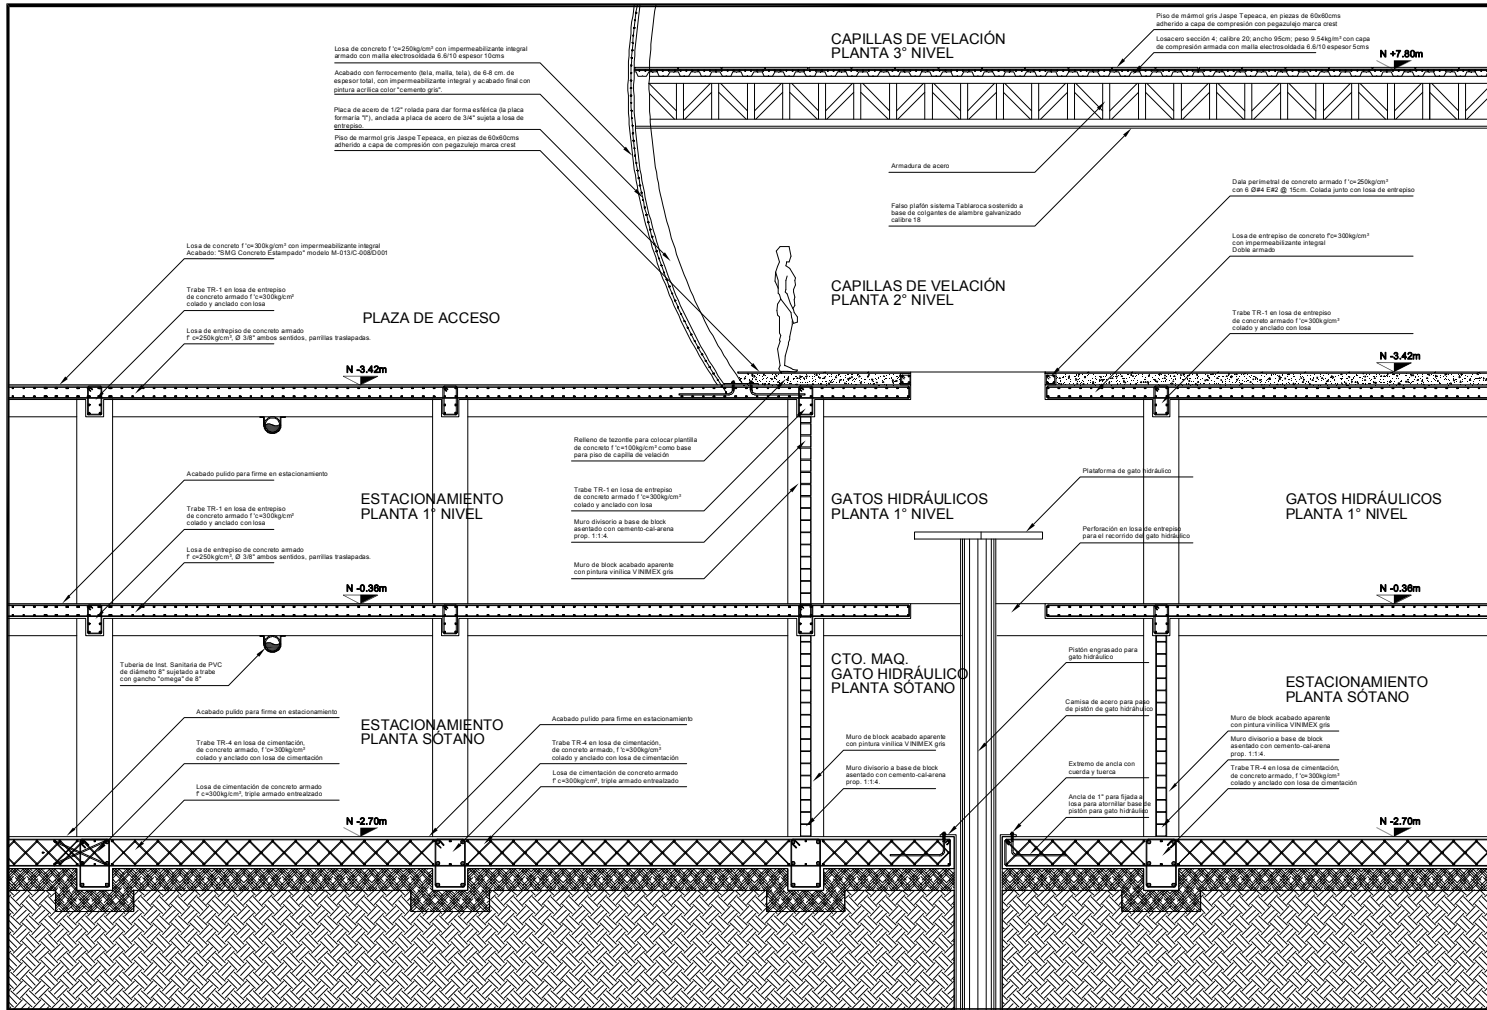 Piso de mármol gris Jaspe Tepeaca, en piezas de 60x60cms
adherido a capa de compresión con pegazulejo marca crest
Losacero sección 4; calibre 20; ancho 95cm; peso 9.54kg/m² con capa
de compresión armada con malla electrosoldada 6.6/10 espesor 5cms
N +7.80m
CAPILLAS DE VELACIÓN
PLANTA 3° NIVEL
Losa de concreto f 'c=250kg/cm² con impermeabilizante integral
armado con malla electrosoldada 6.6/10 espesor 10cms
Acabado con ferrocemento (tela, malla, tela), de 6-8 cm. de
espesor total, con impermeabilizante integral y acabado final con
pintura acrílica color "cemento gris".
Placa de acero de 1/2" rolada para dar forma esférica (la placa
formaría "I"), anclada a placa de acero de 3/4" sujeta a losa de
entrepiso.
Piso de marmol gris Jaspe Tepeaca, en piezas de 60x60cms
adherido a capa de compresión con pegazulejo marca crest
Armadura de acero
Falso plafón sistema Tablaroca sostenido a
base de colgantes de alambre galvanizado
calibre 18
Dala perimetral de concreto armado f 'c=250kg/cm²
con 6 Ø#4 E#2 @ 15cm. Colada junto con losa de entrepiso
Losa de entrepiso de concreto f'c=300kg/cm²
con impermeabilizante integral
Doble armado
Losa de concreto f 'c=300kg/cm² con impermeabilizante integral
Acabado: "SMG Concreto Estampado" modelo M-013/C-008/D001
Trabe TR-1 en losa de entrepiso
de concreto armado f 'c=300kg/cm²
colado y anclado con losa
Losa de entrepiso de concreto armado
f' c=250kg/cm², Ø 3/8" ambos sentidos, parrillas traslapadas.
PLAZA DE ACCESO
CAPILLAS DE VELACIÓN
PLANTA 2° NIVEL
Trabe TR-1 en losa de entrepiso
de concreto armado f 'c=300kg/cm²
colado y anclado con losa
N -3.42m
N -3.42m
Relleno de tezontle para colocar plantilla
de concreto f 'c=100kg/cm² como base
para piso de capilla de velación
Acabado pulido para firme en estacionamiento
Plataforma de gato hidráulico
ESTACIONAMIENTO
PLANTA 1° NIVEL
Trabe TR-1 en losa de entrepiso
de concreto armado f 'c=300kg/cm²
colado y anclado con losa
GATOS HIDRÁULICOS
PLANTA 1° NIVEL
GATOS HIDRÁULICOS
PLANTA 1° NIVEL
Trabe TR-1 en losa de entrepiso
de concreto armado f 'c=300kg/cm²
colado y anclado con losa
Muro divisorio a base de block
asentado con cemento-cal-arena
prop. 1:1:4.
Perforación en losa de entrepiso
para el recorrido del gato hidráulico
Losa de entrepiso de concreto armado
f' c=250kg/cm², Ø 3/8" ambos sentidos, parrillas traslapadas.
Muro de block acabado aparente
con pintura vinílica VINIMEX gris
N -0.36m
N -0.36m
Tubería de Inst. Sanitaria de PVC
de diámetro 8" sujetado a trabe
con gancho "omega" de 8"
CTO. MAQ.
GATO HIDRÁULICO
PLANTA SÓTANO
Pistón engrasado para
gato hidráulico
ESTACIONAMIENTO
PLANTA SÓTANO
Acabado pulido para firme en estacionamiento
ESTACIONAMIENTO
PLANTA SÓTANO
Acabado pulido para firme en estacionamiento
Camisa de acero para paso
de pistón de gato hidráhulico
Muro de block acabado aparente
con pintura vinílica VINIMEX gris
Trabe TR-4 en losa de cimentación,
de concreto armado, f 'c=300kg/cm²
colado y anclado con losa de cimentación
Trabe TR-4 en losa de cimentación,
de concreto armado, f 'c=300kg/cm²
colado y anclado con losa de cimentación
Muro de block acabado aparente
con pintura vinílica VINIMEX gris
Muro divisorio a base de block
asentado con cemento-cal-arena
prop. 1:1:4.
Losa de cimentación de concreto armado
f' c=300kg/cm², triple armado entrealzado
Losa de cimentación de concreto armado
f' c=300kg/cm², triple armado entrealzado
Muro divisorio a base de block
asentado con cemento-cal-arena
prop. 1:1:4.
Extremo de ancla con
cuerda y tuerca
Trabe TR-4 en losa de cimentación,
de concreto armado, f 'c=300kg/cm²
colado y anclado con losa de cimentación
Ancla de 1" para fijada a
losa para atornillar base de
pistón para gato hidráulico
N -2.70m
N -2.70m